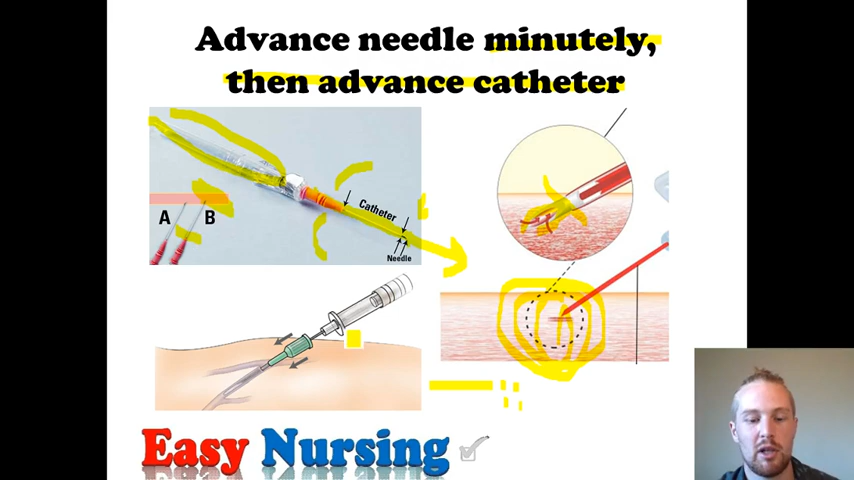 Advance needle minutely,
then advance catheter
Catheter
A B
Needle
Easy Nursing